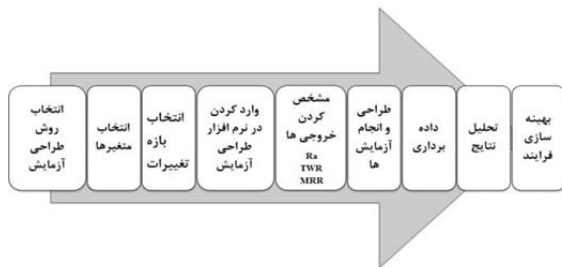 انتخاب
روش
طراحی
آزمایش
انتخاب
متغیرها
انتخاب
بازه
تغییرات
وارد کردن
در نرم افزار
طراحی
آزمایش
مشخص
کردن
خروجی ها
Ra
TWR
MRR
طراحی
و انجام
آزمایش
ها
داده
برداری
تحلیل
نتایج
بهینه
سازی
فرایند